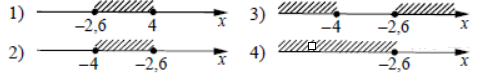 1) -2,6 4 x
3) -4 -2,6 x
2) -4 -2,6 x
4) -2,6 x